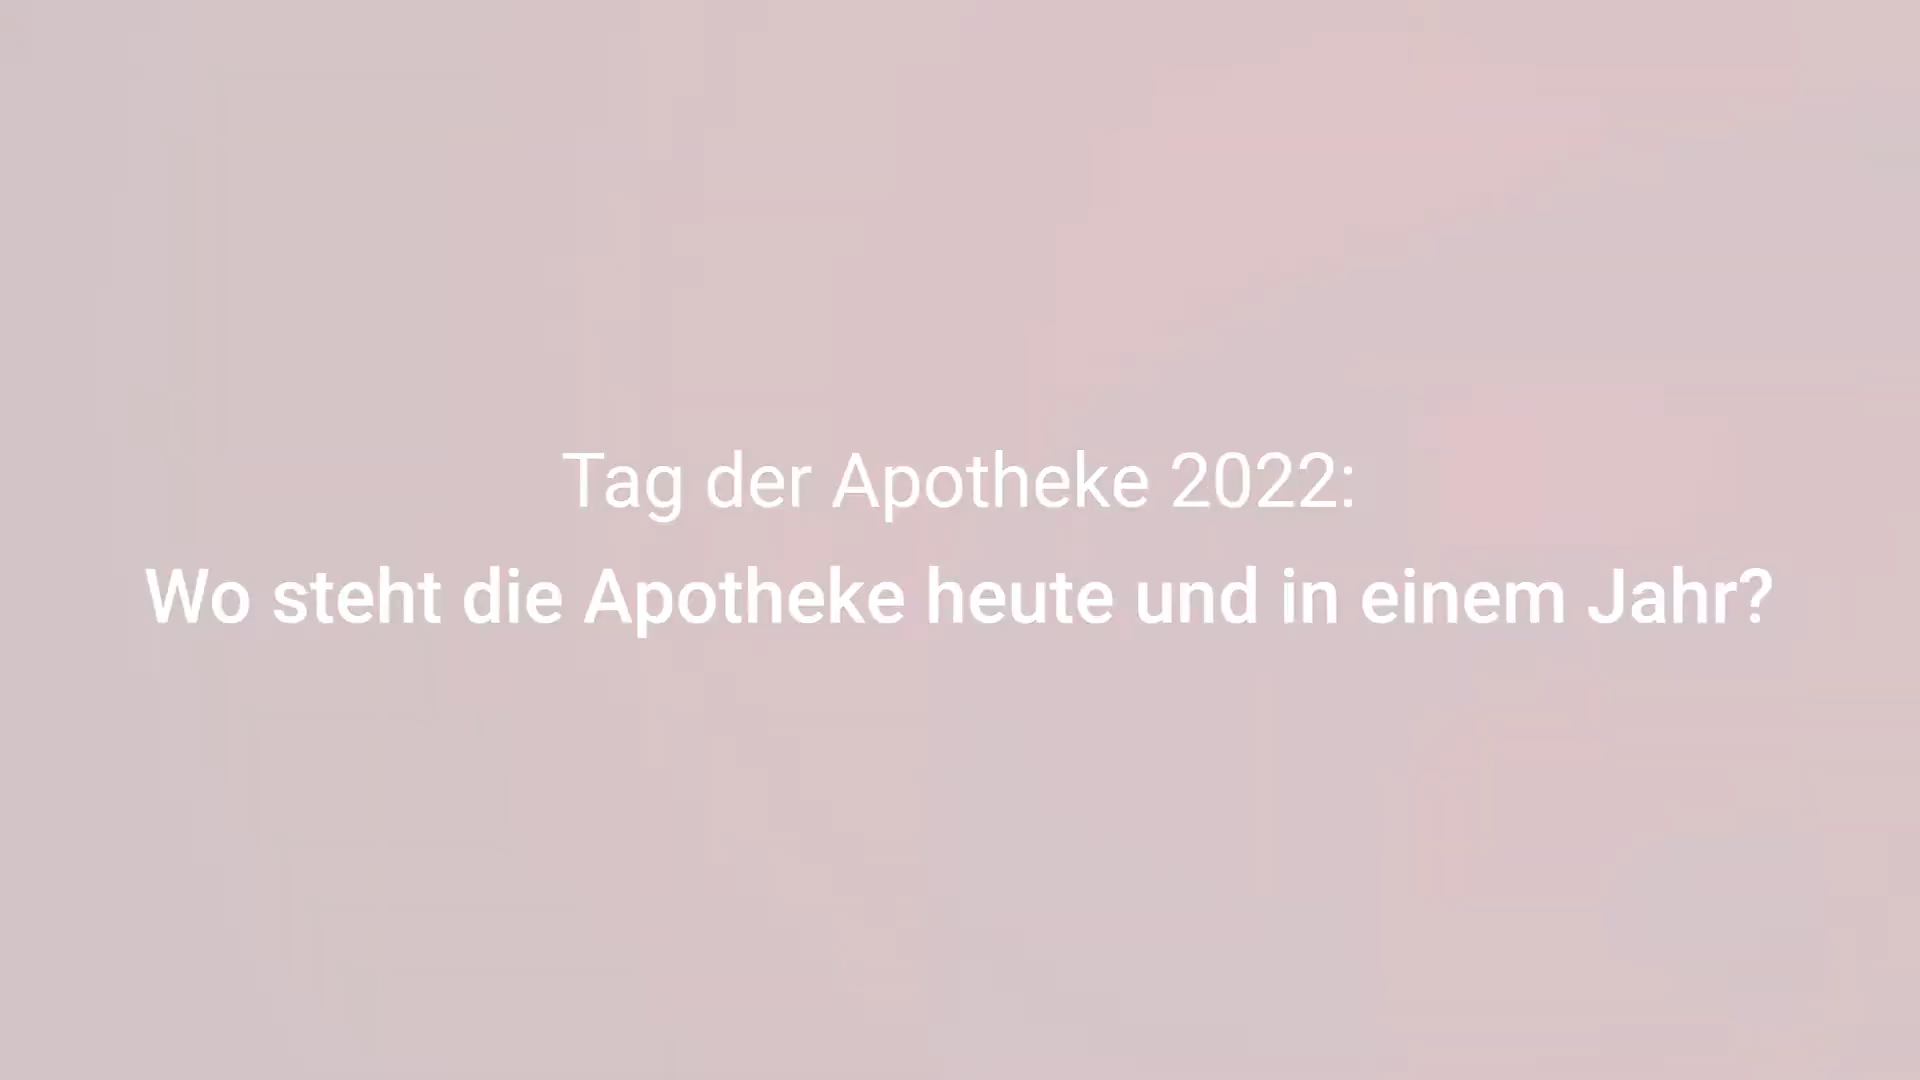 Tag der Apotheke 2022:
Wo steht die Apotheke heute und in einem Jahr?